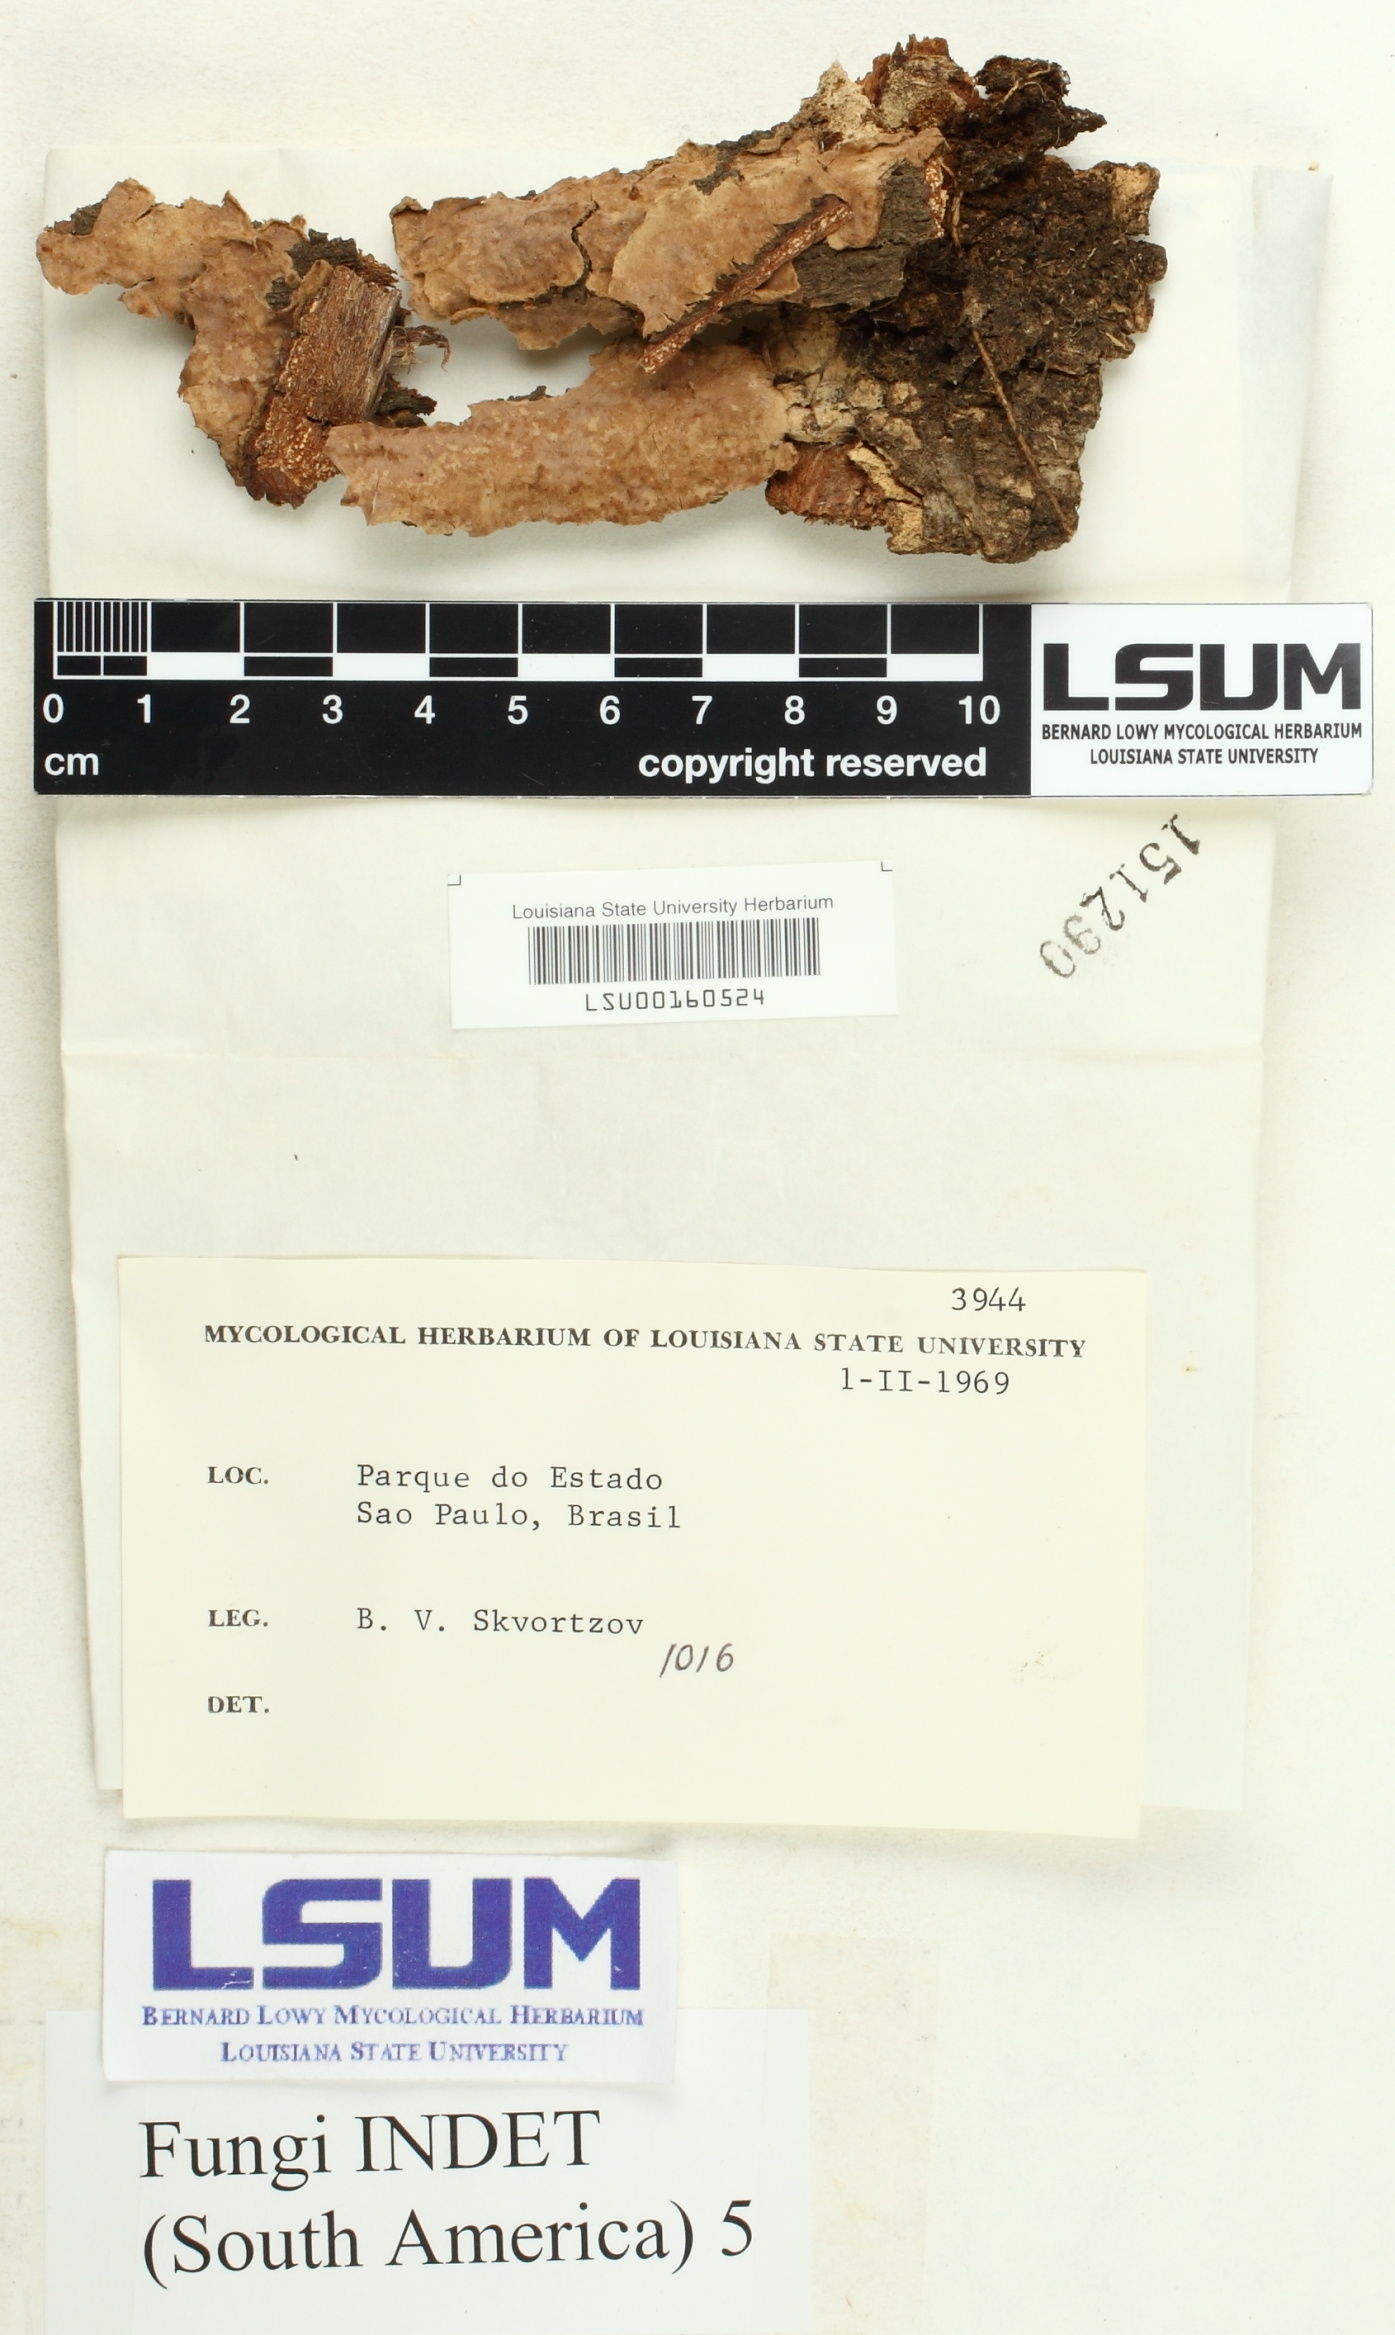 0 1 2 3 4 5 6 7 8 9 10
cm copyright reserved
LSUM
BERNARD LOWY MYCOLOGICAL HERBARIUM
LOUISIANA STATE UNIVERSITY
151290
Louisiana State University Herbarium
LSU00160524
3944
MYCOLOGICAL HERBARIUM OF LOUISIANA STATE UNIVERSITY
1-II-1969
LOC. Parque do Estado
Sao Paulo, Brasil
LEG. B. V. Skvortzov
1016
DET.
LSUM
BERNARD LOWY MYCOLOGICAL HERBARIUM
LOUISIANA STATE UNIVERSITY
Fungi INDET
(South America) 5